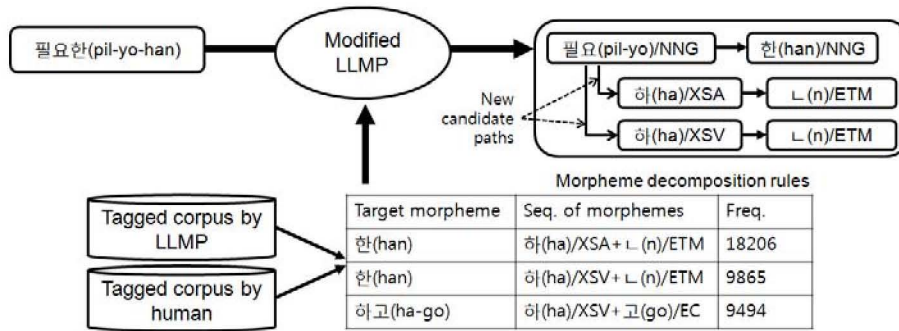 필요한(pil-yo-han)
Modified
LLMP
필요(pil-yo)/NNG
한(han)/NNG
하(ha)/XSA
ㄴ(n)/ETM
New
candidate
paths
하(ha)/XSV
ㄴ(n)/ETM
Morpheme decomposition rules
Tagged corpus by
LLMP
Tagged corpus by
human
Target morpheme Seq. of morphemes Freq.
한(han) 하(ha)/XSA+ㄴ(n)/ETM 18206
한(han) 하(ha)/XSV+ㄴ(n)/ETM 9865
하고(ha-go) 하(ha)/XSV+고(go)/EC 9494